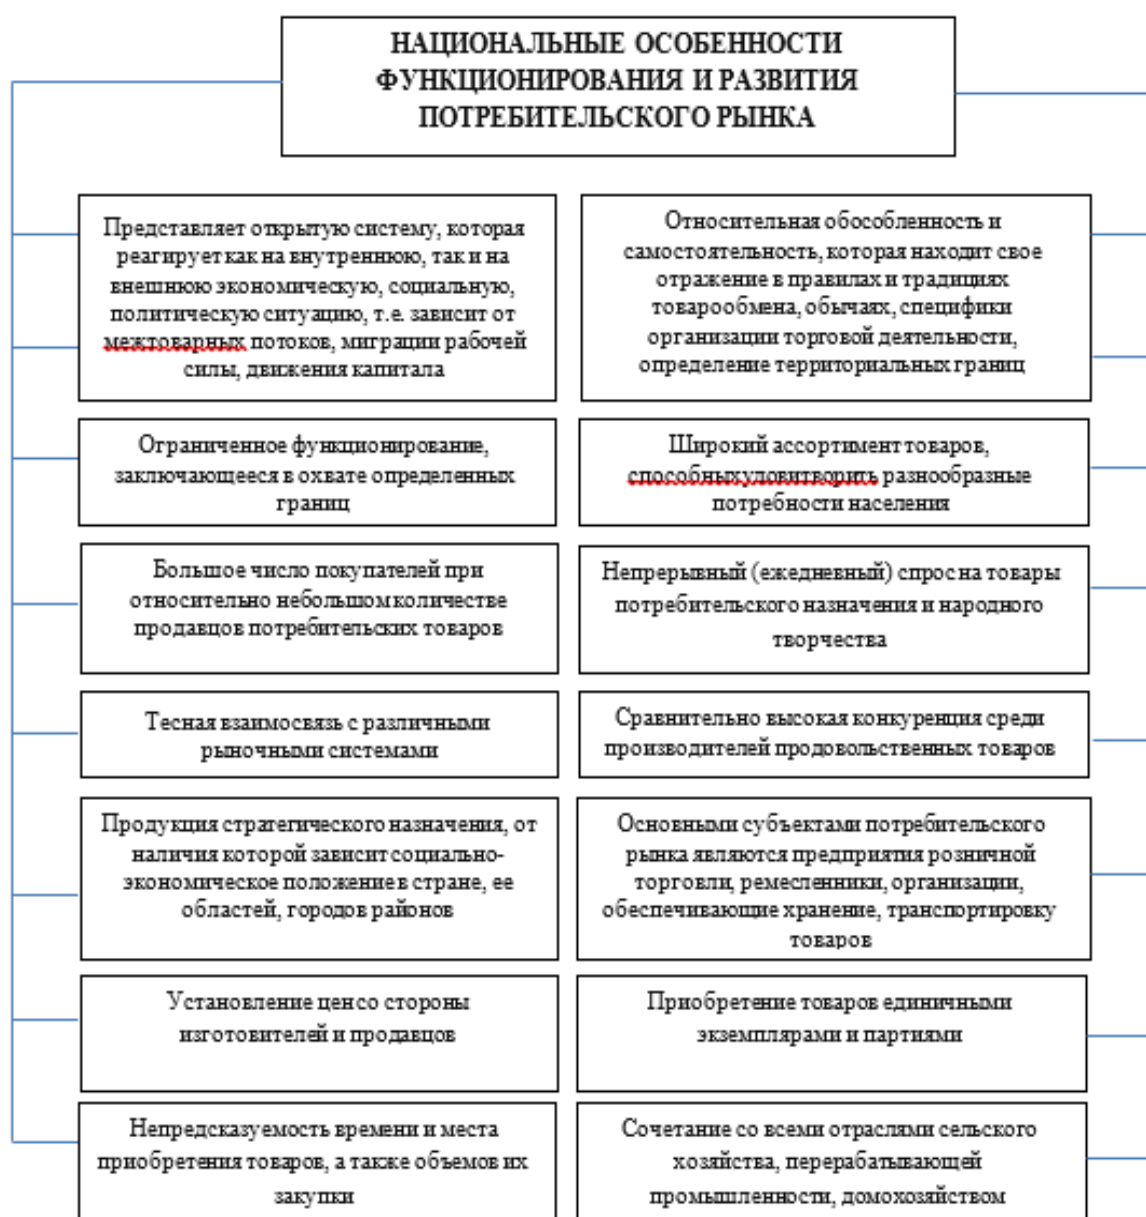 НАЦИОНАЛЬНЫЕ ОСОБЕННОСТИ
ФУНКЦИОНИРОВАНИЯ И РАЗВИТИЯ
ПОТРЕБИТЕЛЬСКОГО РЫНКА
Представляет открытую систему, которая
реагирует как на внутреннюю, так и на
внешнюю экономическую, социальную,
политическую ситуацию, т.е. зависит от
межтоварных потоков, миграции рабочей
силы, движения капитала
Относительная обособленность и
самостоятельность, которая находит свое
отражение в правилах и традициях
товарообмена, обычаях, специфики
организации торговой деятельности,
определение территориальных границ
Ограниченное функционирование,
заключающееся в охвате определенных
границ
Широкий ассортимент товаров,
способныхудовитворить разнообразные
потребности населения
Большое число покупателей при
относительно небольшом количестве
продавцов потребительских товаров
Непрерывный (ежедневный) спрос на товары
потребительского назначения и народного
творчества
Тесная взаимосвязь с различными
рыночными системами
Сравнительно высокая конкуренция среди
производителей продовольственных товаров
Продукция стратегического назначения, от
наличия которой зависит социально-
экономическое положение в стране, ее
областей, городов районов
Основными субъектами потребительского
рынка являются предприятия розничной
торговли, ремесленники, организации,
обеспечивающие хранение, транспортировку
товаров
Установление цен со стороны
изготовителей и продавцов
Приобретение товаров единичными
экземплярами и партиями
Непредсказуемость времени и места
приобретения товаров, а также объемов их
закупки
Сочетание со всеми отраслями сельского
хозяйства, перерабатывающей
промышленности, домохозяйством